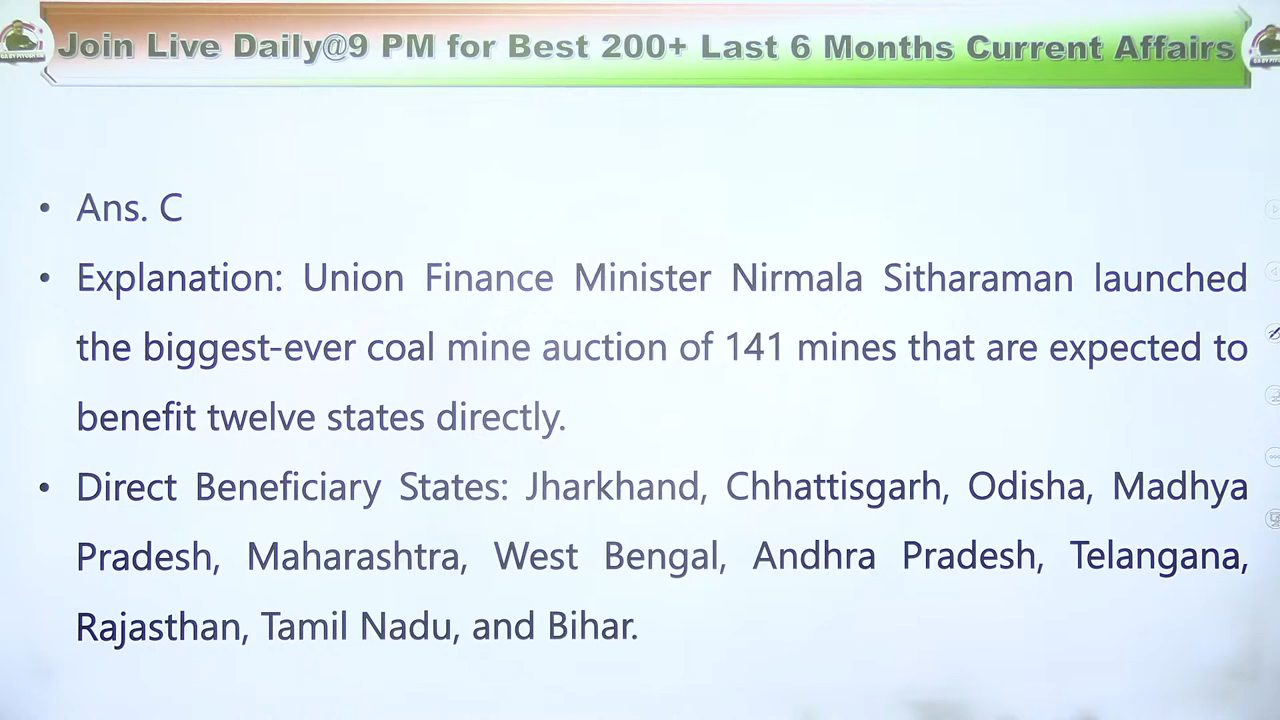 Join Live Daily@9 PM for Best 200+ Last 6 Months Current Affairs
• Ans. C
• Explanation: Union Finance Minister Nirmala Sitharaman launched
the biggest-ever coal mine auction of 141 mines that are expected to
benefit twelve states directly.
• Direct Beneficiary States: Jharkhand, Chhattisgarh, Odisha, Madhya
Pradesh, Maharashtra, West Bengal, Andhra Pradesh, Telangana,
Rajasthan, Tamil Nadu, and Bihar.